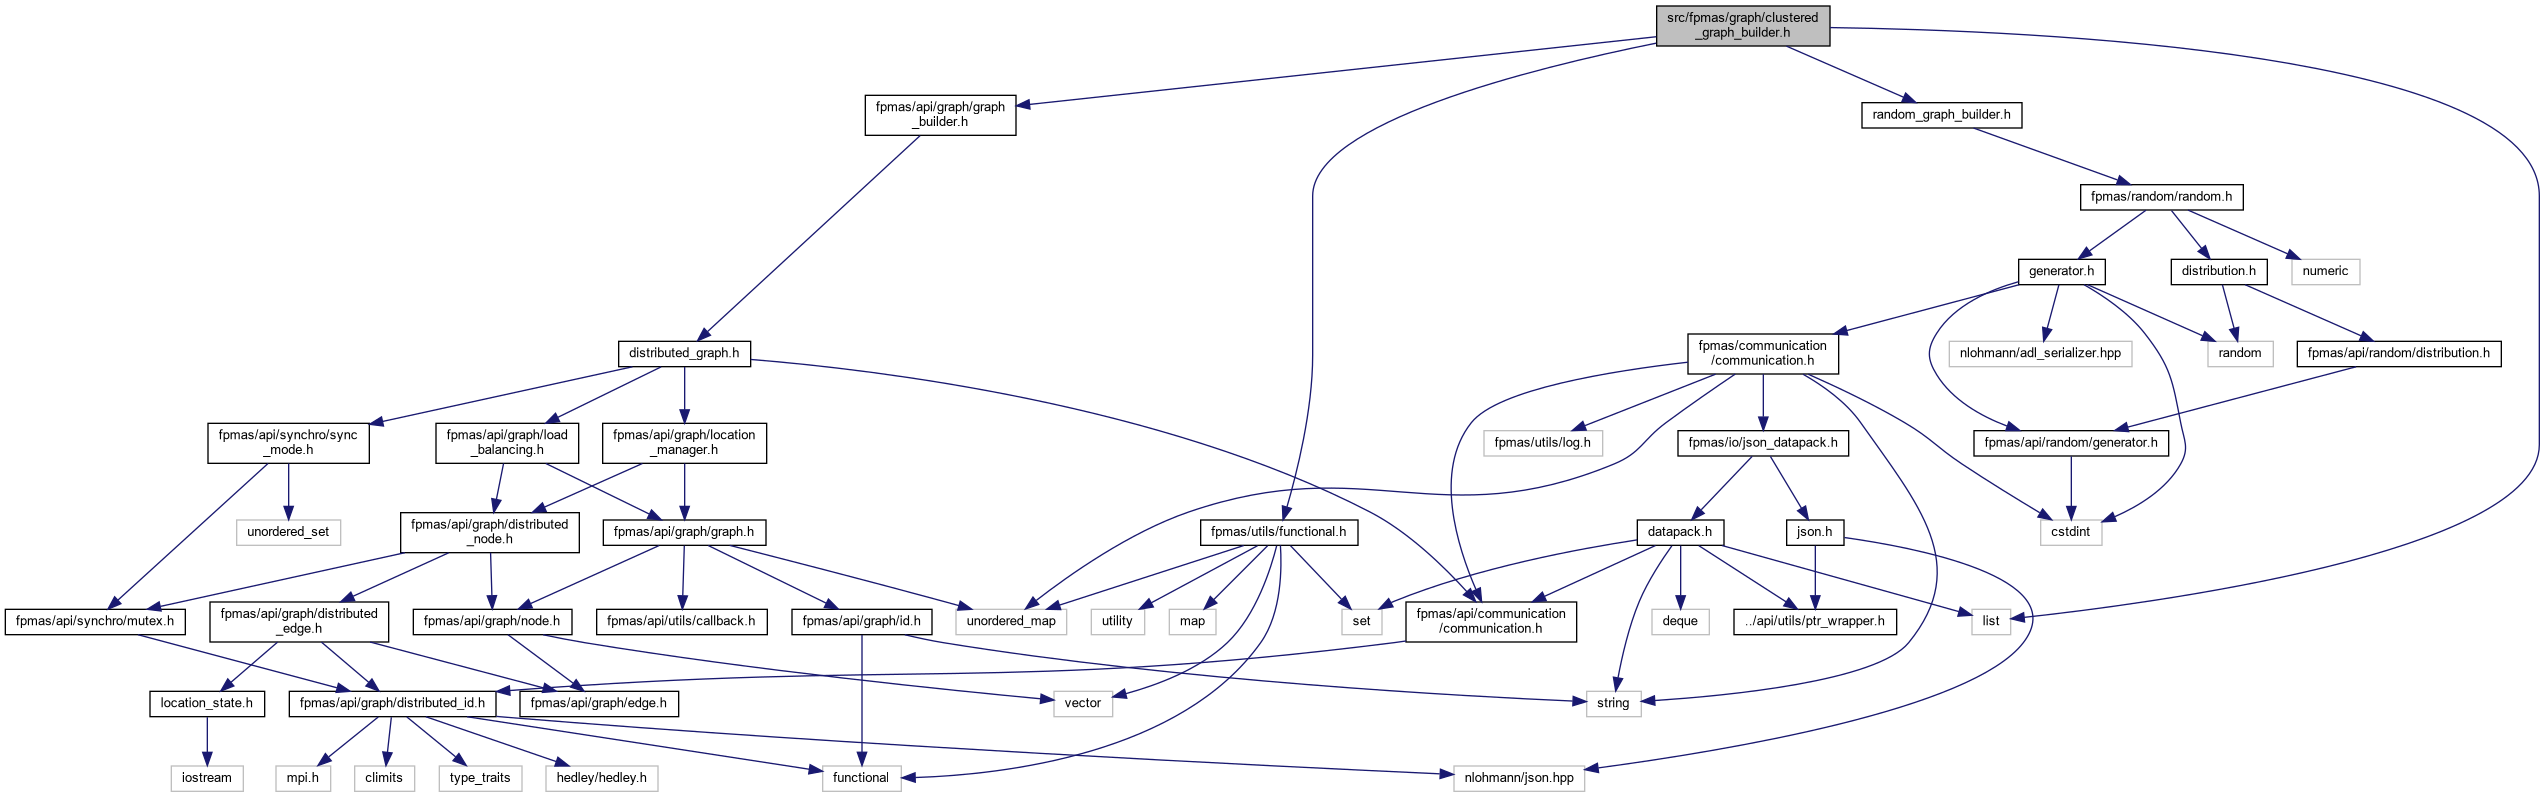 src/fpmas/graph/clustered
_graph_builder.h
fpmas/api/graph/graph
_builder.h
random_graph_builder.h
fpmas/random/random.h
generator.h
distribution.h
numeric
distributed_graph.h
fpmas/communication
/communication.h
nlohmann/adl_serializer.hpp
random
fpmas/api/random/distribution.h
fpmas/api/synchro/sync
_mode.h
fpmas/api/graph/load
_balancing.h
fpmas/api/graph/location
_manager.h
fpmas/utils/log.h
fpmas/io/json_datapack.h
fpmas/api/random/generator.h
unordered_set
fpmas/api/graph/distributed
_node.h
fpmas/api/graph/graph.h
fpmas/utils/functional.h
datapack.h
json.h
cstdint
fpmas/api/synchro/mutex.h
fpmas/api/graph/distributed
_edge.h
fpmas/api/graph/node.h
fpmas/api/utils/callback.h
fpmas/api/graph/id.h
unordered_map
utility
map
set
fpmas/api/communication
/communication.h
deque
../api/utils/ptr_wrapper.h
list
location_state.h
fpmas/api/graph/distributed_id.h
fpmas/api/graph/edge.h
vector
string
iostream
mpi.h
climits
type_traits
hedley/hedley.h
functional
nlohmann/json.hpp